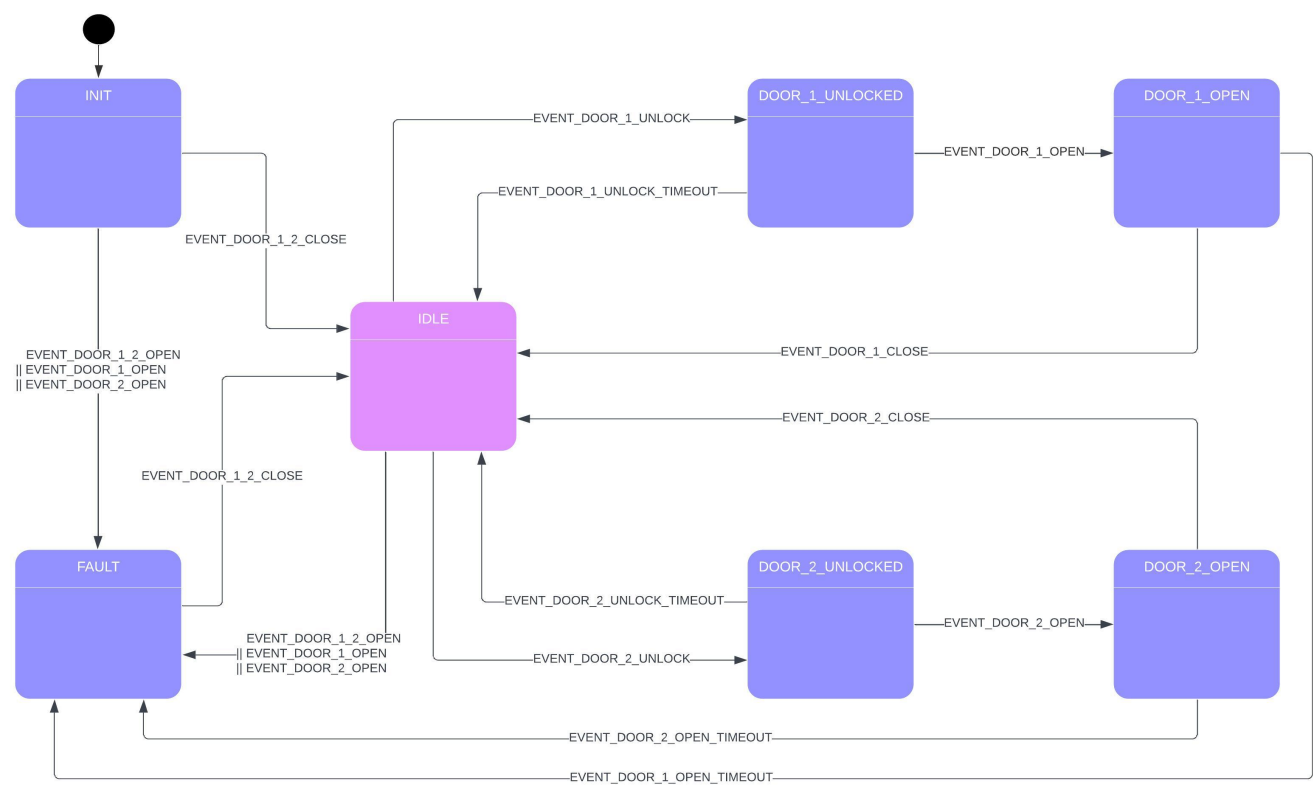 INIT
DOOR_1_UNLOCKED
DOOR_1_OPEN
EVENT_DOOR_1_UNLOCK
EVENT_DOOR_1_OPEN
EVENT_DOOR_1_UNLOCK_TIMEOUT
EVENT_DOOR_1_2_CLOSE
IDLE
EVENT_DOOR_1_2_OPEN
|| EVENT_DOOR_1_OPEN
|| EVENT_DOOR_2_OPEN
EVENT_DOOR_1_CLOSE
EVENT_DOOR_2_CLOSE
EVENT_DOOR_1_2_CLOSE
FAULT
DOOR_2_UNLOCKED
DOOR_2_OPEN
EVENT_DOOR_2_UNLOCK_TIMEOUT
EVENT_DOOR_2_OPEN
EVENT_DOOR_1_2_OPEN
|| EVENT_DOOR_1_OPEN
|| EVENT_DOOR_2_OPEN
EVENT_DOOR_2_UNLOCK
EVENT_DOOR_2_OPEN_TIMEOUT
EVENT_DOOR_1_OPEN_TIMEOUT